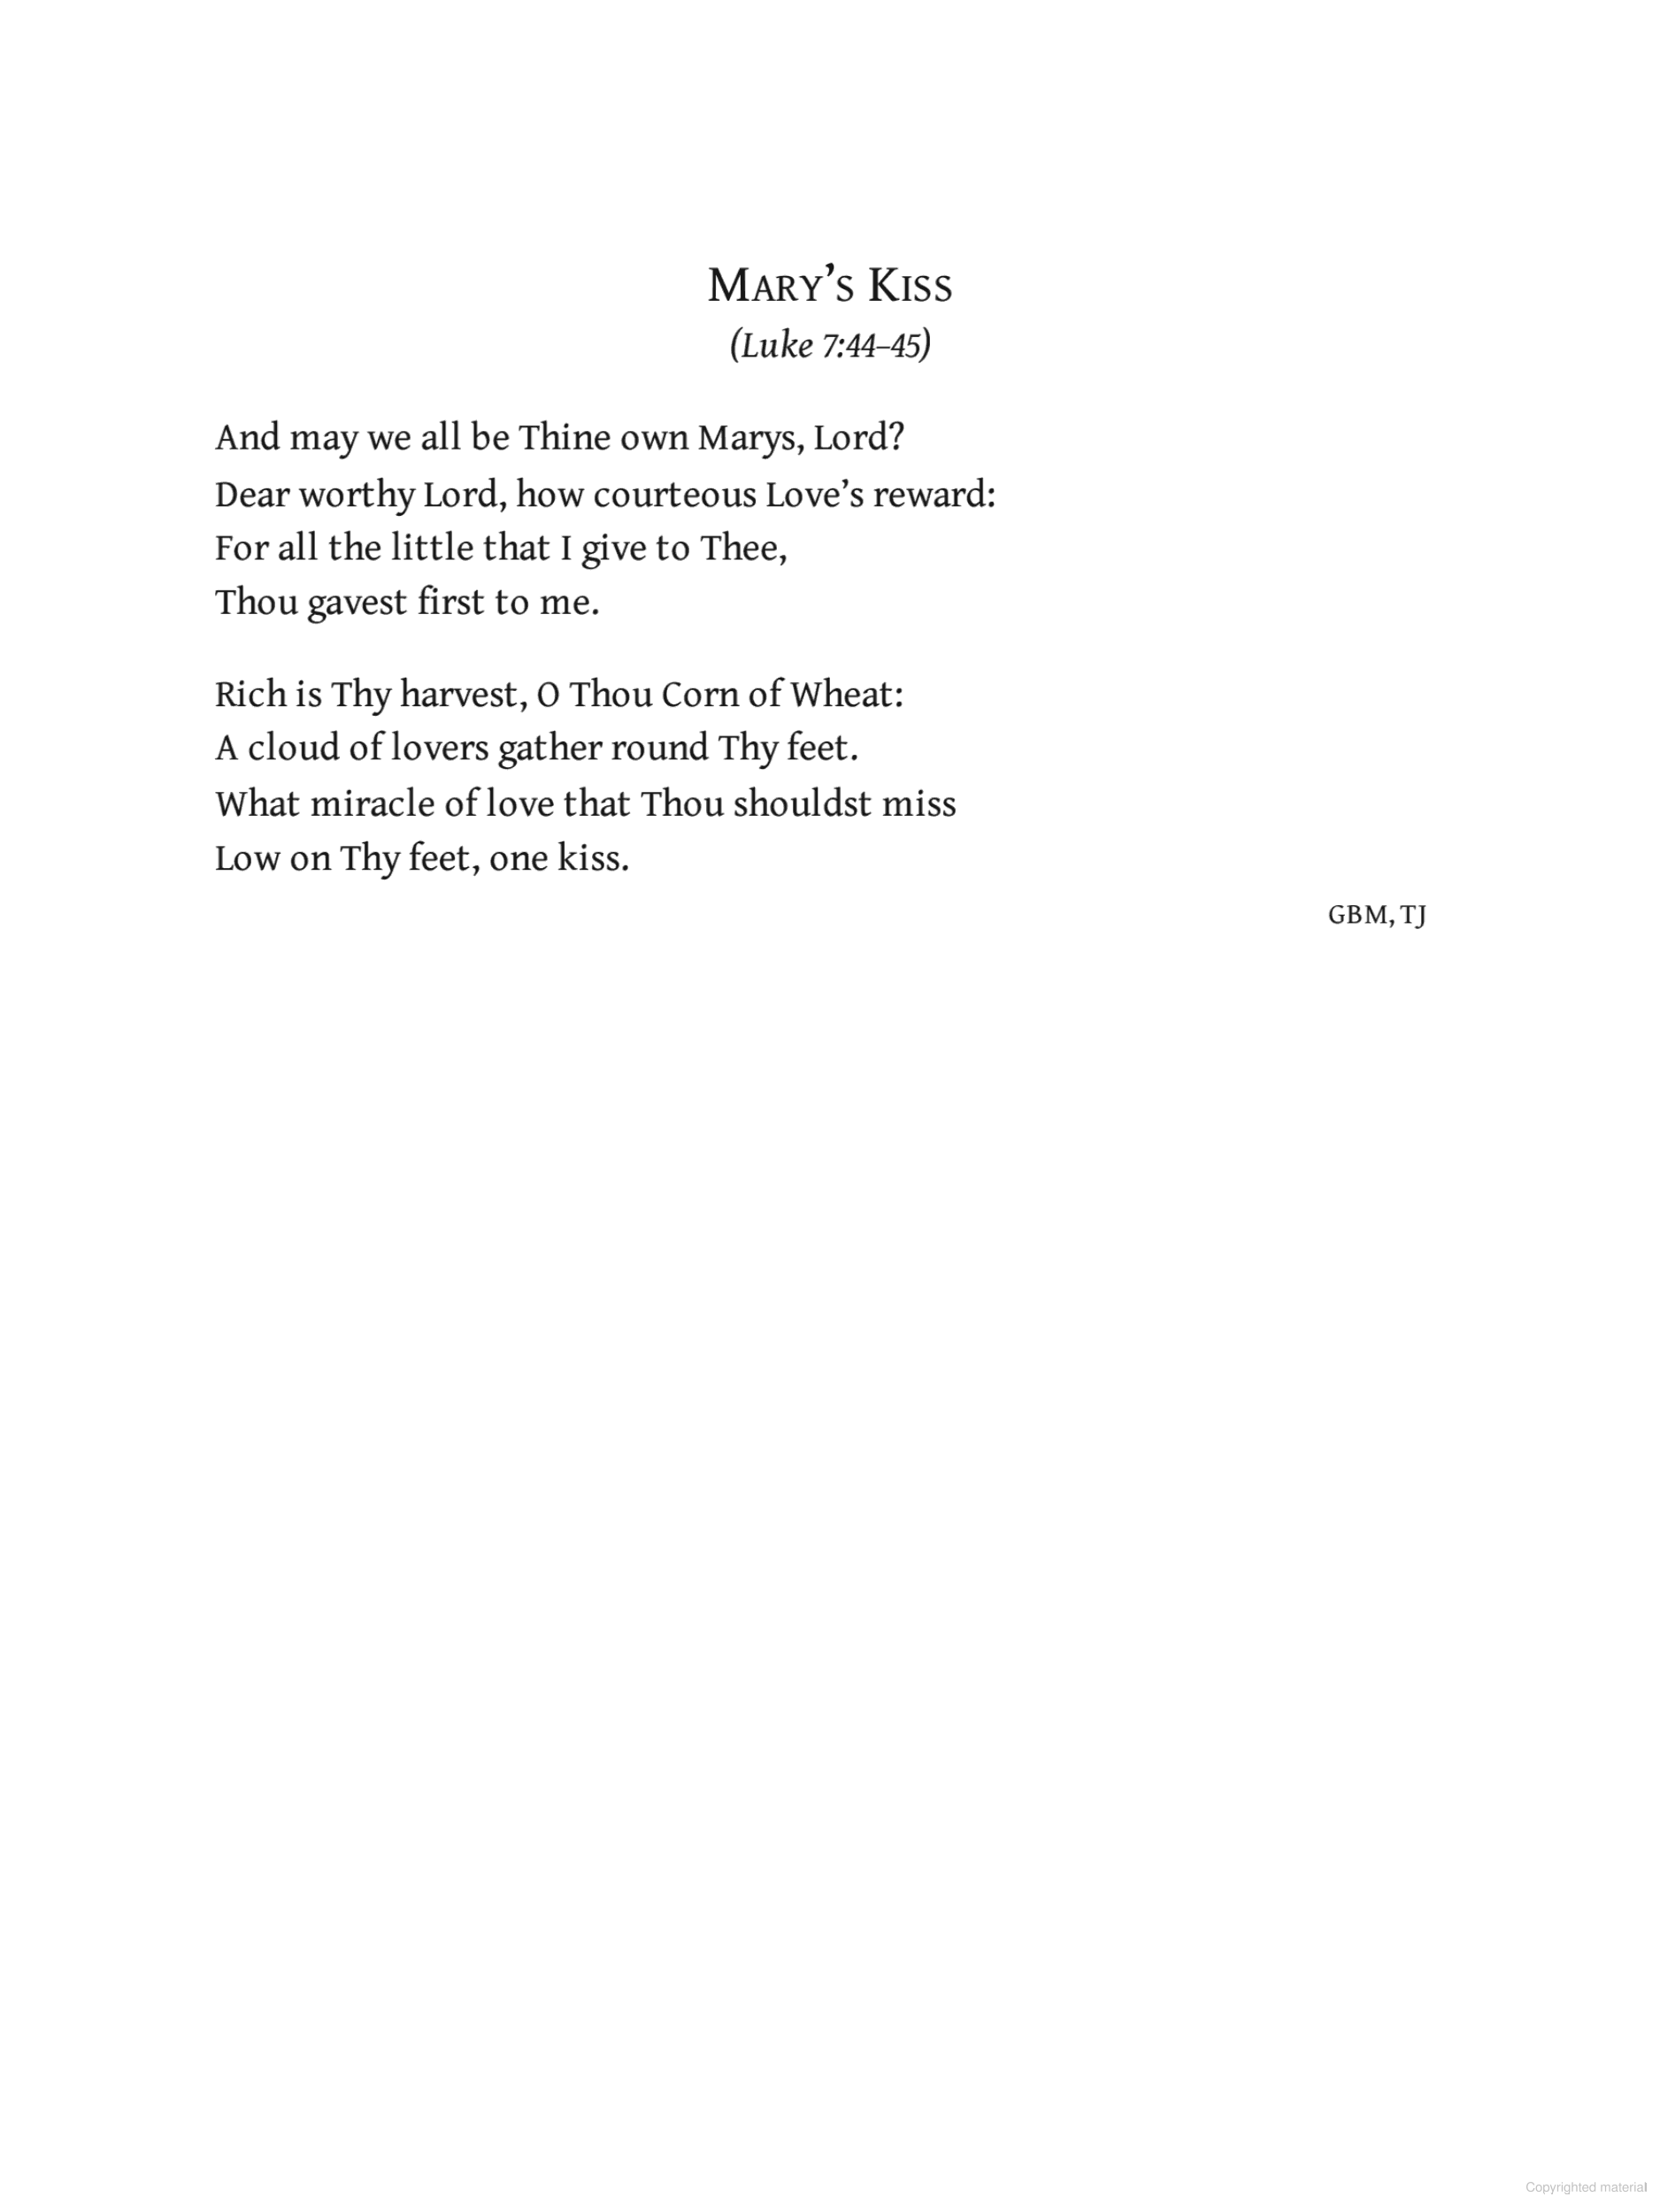 Mary's Kiss
(Luke 7:44–45)
And may we all be Thine own Marys, Lord?
Dear worthy Lord, how courteous Love's reward:
For all the little that I give to Thee,
Thou gavest first to me.
Rich is Thy harvest, O Thou Corn of Wheat:
A cloud of lovers gather round Thy feet.
What miracle of love that Thou shouldst miss
Low on Thy feet, one kiss.
GBM, TJ
Copyrighted material